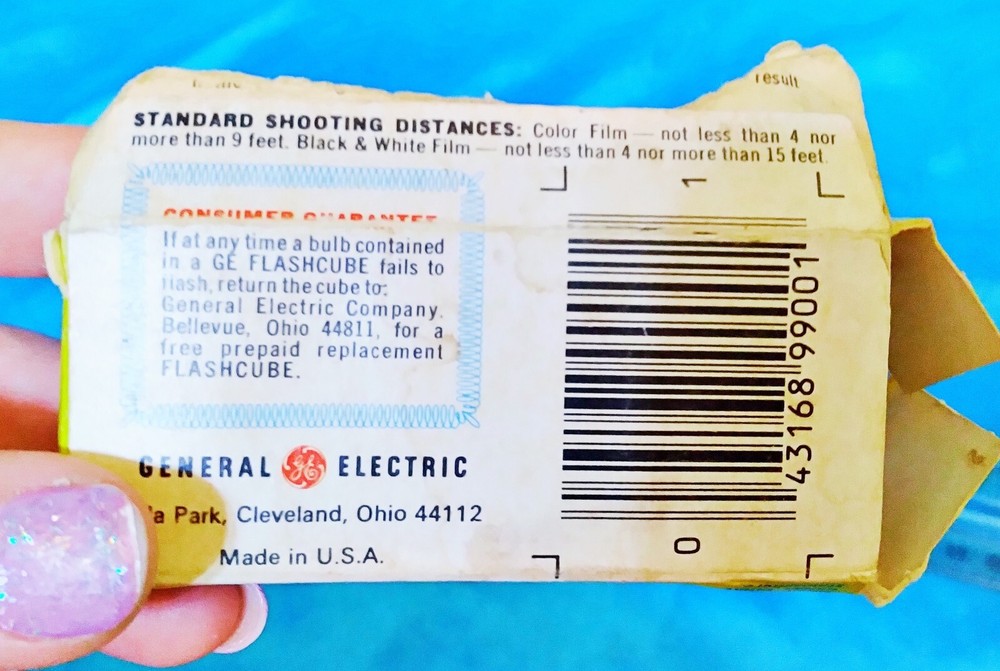 result
STANDARD SHOOTING DISTANCES: Color Film — not less than 4 nor
more than 9 feet. Black & White Film — not less than 4 nor more than 15 feet.
CONSUMER GUARANTEE
If at any time a bulb contained
in a GE FLASHCUBE fails to
flash, return the cube to:
General Electric Company.
Bellevue, Ohio 44811, for a
free prepaid replacement
FLASHCUBE.
GENERAL GE ELECTRIC
a Park, Cleveland, Ohio 44112
Made in U.S.A.
1
43168 99001
0